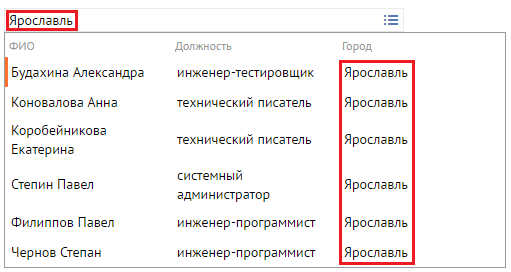 Ярославль
ФИО Должность Город
Будахина Александра инженер-тестировщик Ярославль
Коновалова Анна технический писатель Ярославль
Коробейникова
Екатерина технический писатель Ярославль
Степин Павел системный
администратор Ярославль
Филиппов Павел инженер-программист Ярославль
Чернов Степан инженер-программист Ярославль